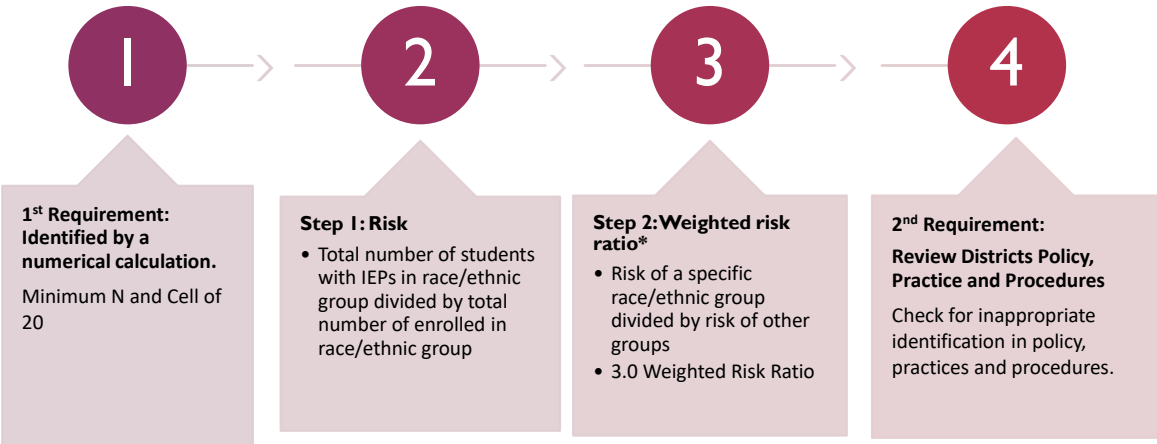 1
2
3
4
1st Requirement:
Identified by a
numerical calculation.
Minimum N and Cell of
20
Step 1: Risk
• Total number of students
with IEPs in race/ethnic
group divided by total
number of enrolled in
race/ethnic group
Step 2:Weighted risk
ratio*
• Risk of a specific
race/ethnic group
divided by risk of other
groups
• 3.0 Weighted Risk Ratio
2nd Requirement:
Review Districts Policy,
Practice and Procedures
Check for inappropriate
identification in policy,
practices and procedures.